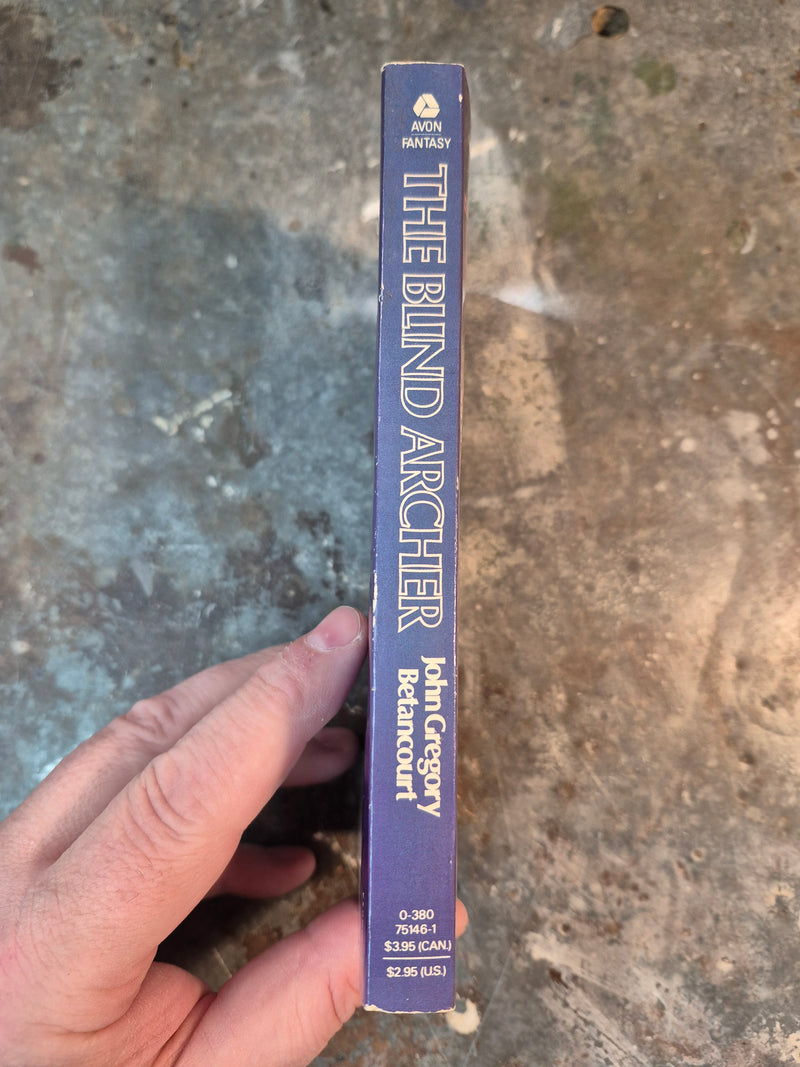 AVON
FANTASY
THE BLIND ARCHER
John Gregory
Betancourt
0-380
75146-1
$3.95 (CAN.)
$2.95 (U.S.)